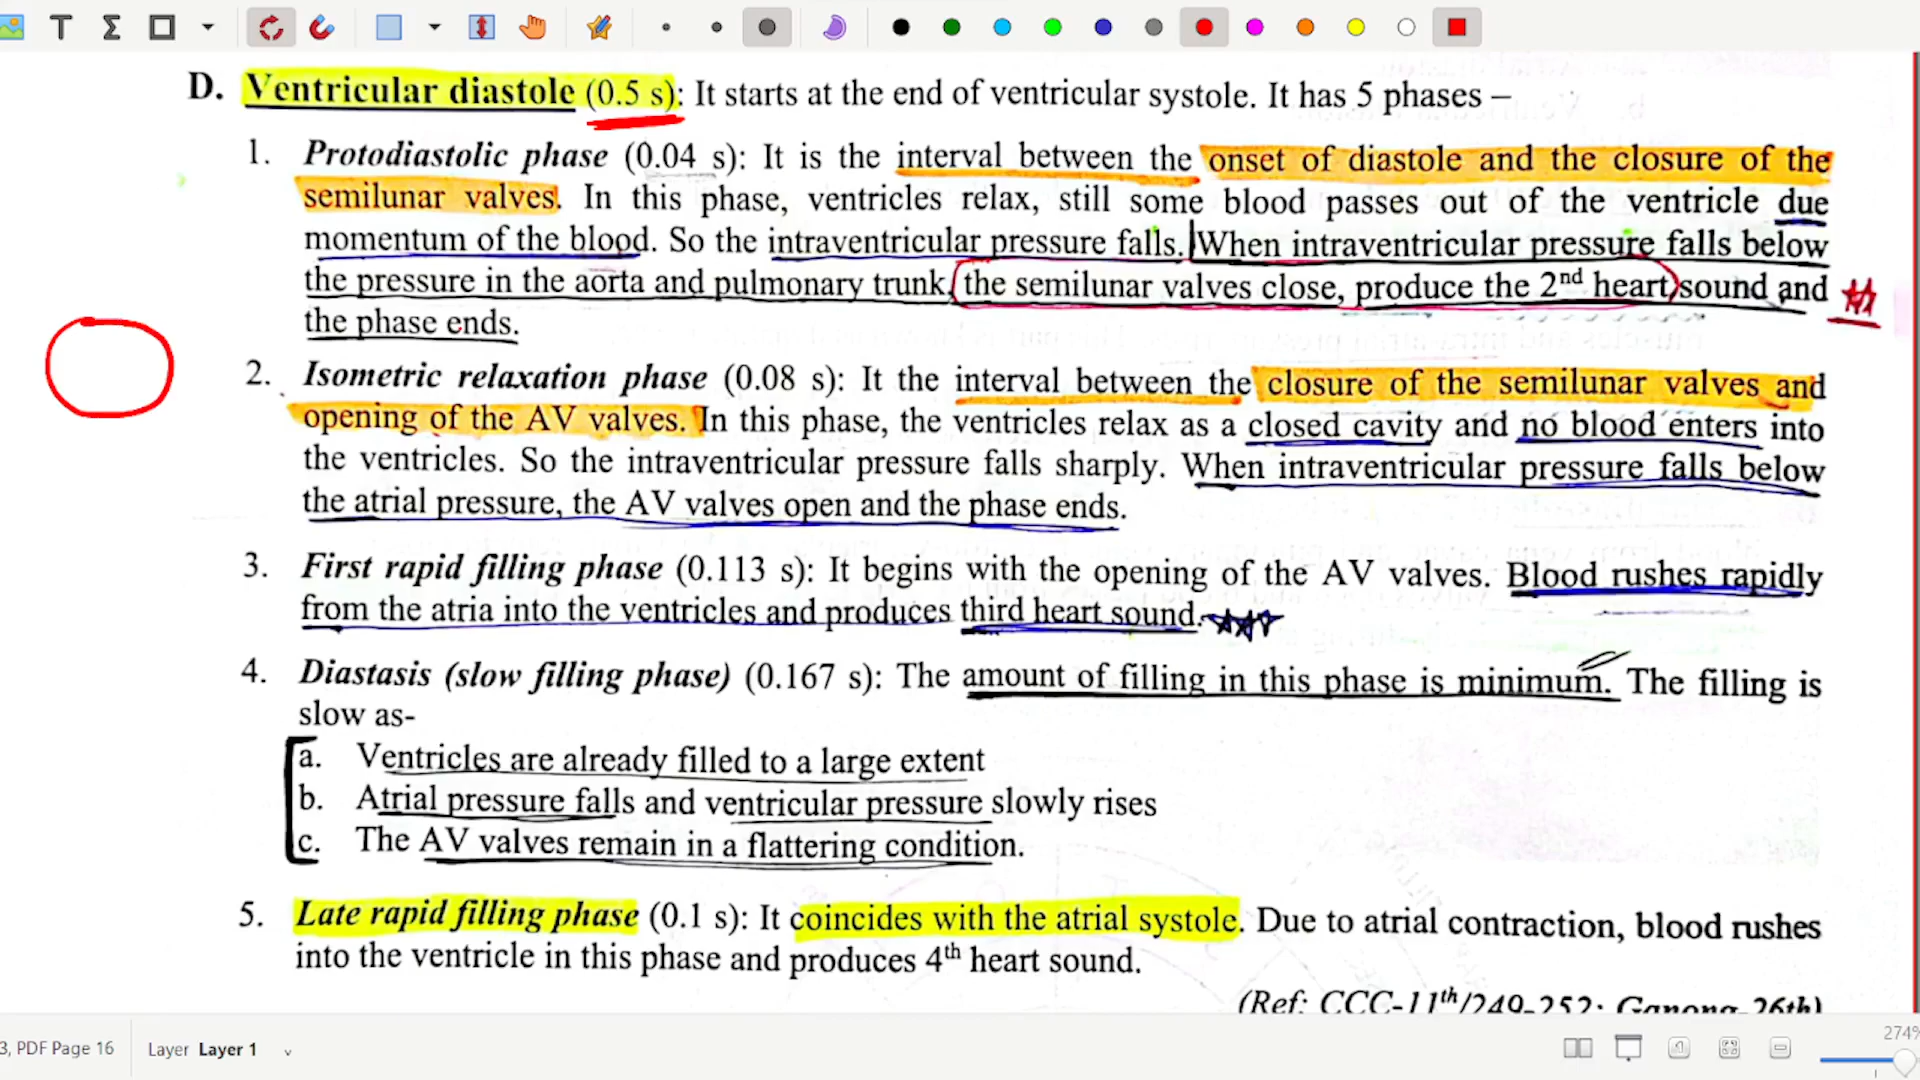 D. Ventricular diastole (0.5 s): It starts at the end of ventricular systole. It has 5 phases –
1. Protodiastolic phase (0.04 s): It is the interval between the onset of diastole and the closure of the
semilunar valves. In this phase, ventricles relax, still some blood passes out of the ventricle due
momentum of the blood. So the intraventricular pressure falls. When intraventricular pressure falls below
the pressure in the aorta and pulmonary trunk, the semilunar valves close, produce the 2nd heart sound and
the phase ends.
2. Isometric relaxation phase (0.08 s): It the interval between the closure of the semilunar valves and
opening of the AV valves. In this phase, the ventricles relax as a closed cavity and no blood enters into
the ventricles. So the intraventricular pressure falls sharply. When intraventricular pressure falls below
the atrial pressure, the AV valves open and the phase ends.
3. First rapid filling phase (0.113 s): It begins with the opening of the AV valves. Blood rushes rapidly
from the atria into the ventricles and produces third heart sound.
4. Diastasis (slow filling phase) (0.167 s): The amount of filling in this phase is minimum. The filling is
slow as-
a. Ventricles are already filled to a large extent
b. Atrial pressure falls and ventricular pressure slowly rises
c. The AV valves remain in a flattering condition.
5. Late rapid filling phase (0.1 s): It coincides with the atrial systole. Due to atrial contraction, blood rushes
into the ventricle in this phase and produces 4th heart sound.
(Ref: CCC-11th/249-252; Ganong-26th)
3, PDF Page 16 Layer Layer 1
274%